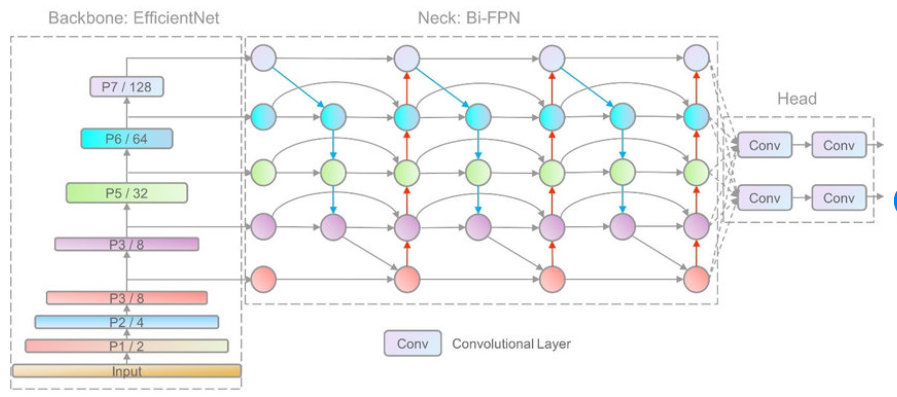 Backbone: EfficientNet
Neck: Bi-FPN
P7 / 128
P6 / 64
P5 / 32
P3 / 8
P3 / 8
P2 / 4
P1 / 2
Input
Head
Conv
Conv
Conv
Conv
Conv
Convolutional Layer